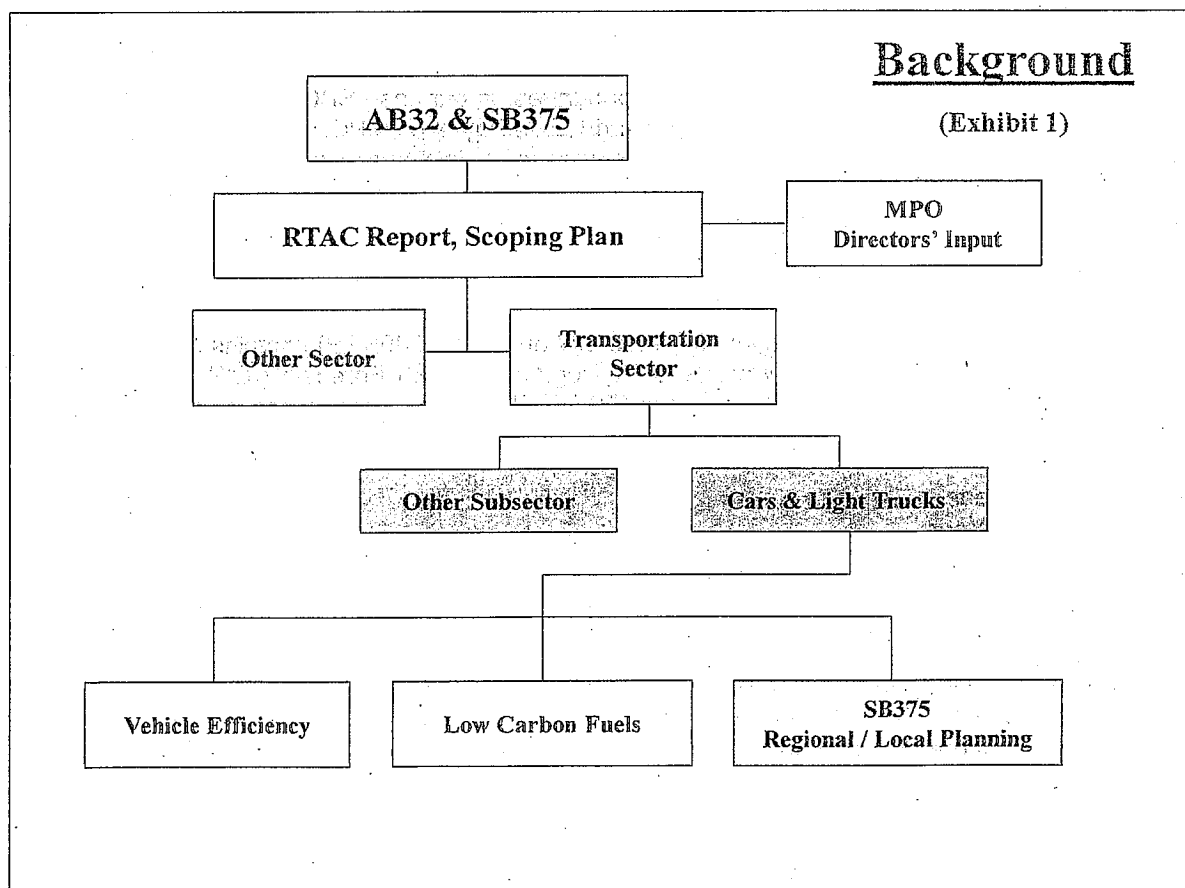 Background
(Exhibit 1)
AB32 & SB375
RTAC Report, Scoping Plan
MPO
Directors' Input
Other Sector
Transportation
Sector
Other Subsector
Cars & Light Trucks
Vehicle Efficiency
Low Carbon Fuels
SB375
Regional / Local Planning